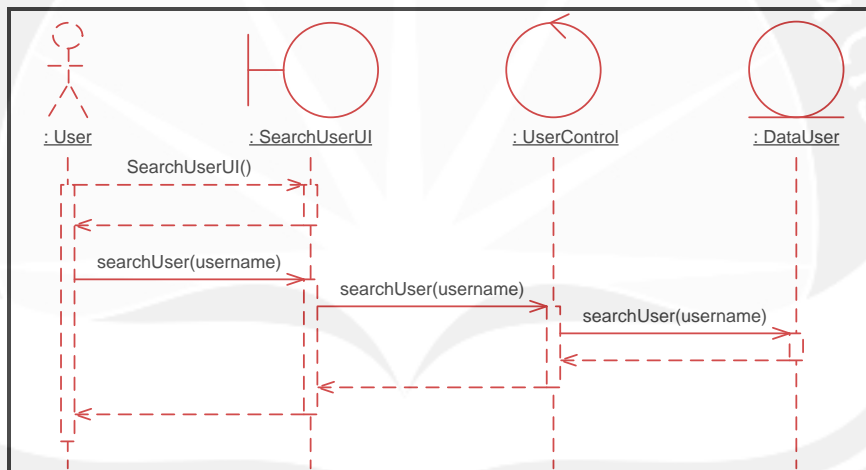 : User
: SearchUserUI
: UserControl
: DataUser
SearchUserUI()
searchUser(username)
searchUser(username)
searchUser(username)